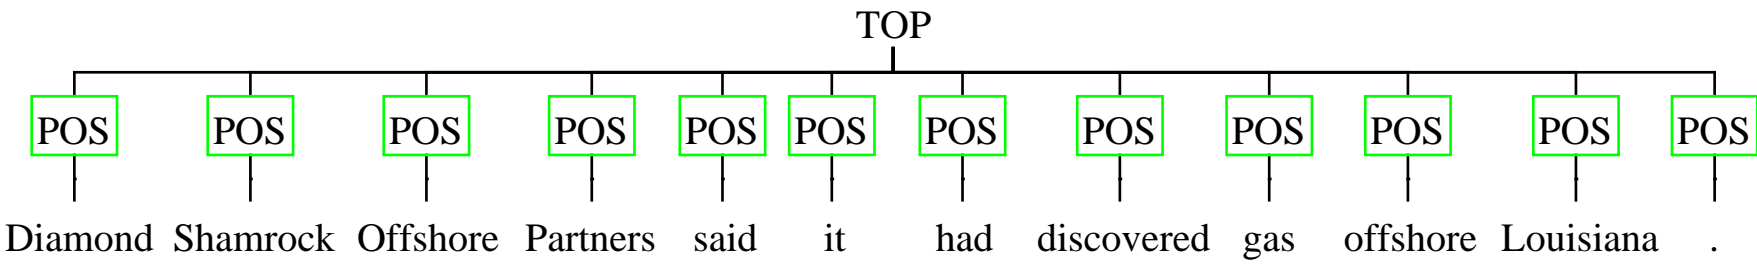 TOP
POS POS POS POS POS POS POS POS POS POS POS POS
Diamond Shamrock Offshore Partners said it had discovered gas offshore Louisiana .